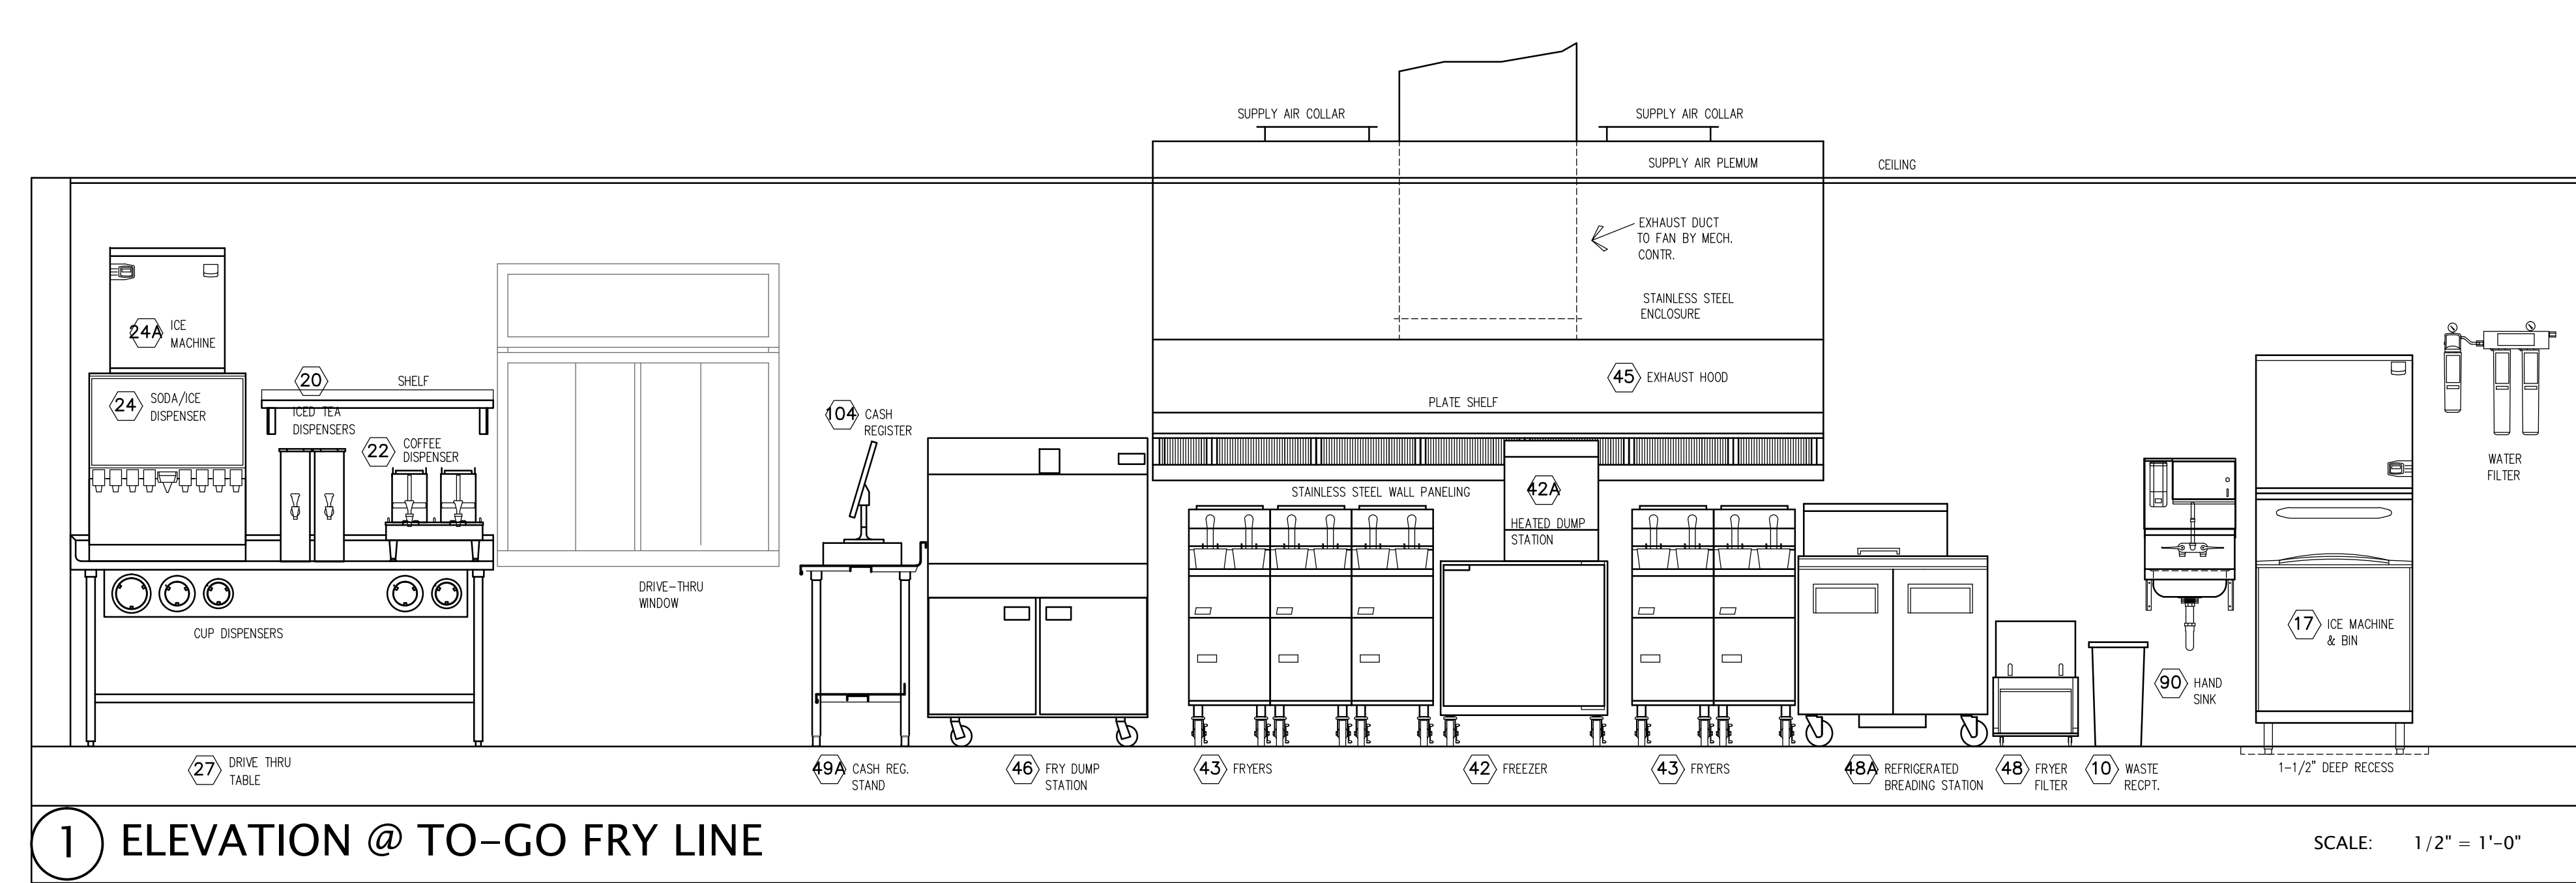 SUPPLY AIR COLLAR
SUPPLY AIR COLLAR
SUPPLY AIR PLEMUM
CEILING
EXHAUST DUCT
TO FAN BY MECH.
CONTR.
STAINLESS STEEL
ENCLOSURE
24A ICE
MACHINE
20 SHELF
24 SODA/ICE
DISPENSER
ICED TEA
DISPENSERS
22 COFFEE
DISPENSER
104 CASH
REGISTER
45 EXHAUST HOOD
PLATE SHELF
STAINLESS STEEL WALL PANELING
42A
HEATED DUMP
STATION
WATER
FILTER
DRIVE-THRU
WINDOW
CUP DISPENSERS
17 ICE MACHINE
& BIN
90 HAND
SINK
27 DRIVE THRU
TABLE
49A CASH REG.
STAND
46 FRY DUMP
STATION
43 FRYERS
42 FREEZER
43 FRYERS
48A REFRIGERATED
BREADING STATION
48 FRYER
FILTER
10 WASTE
RECPT.
1-1/2" DEEP RECESS
1 ELEVATION @ TO-GO FRY LINE
SCALE: 1/2" = 1'-0"